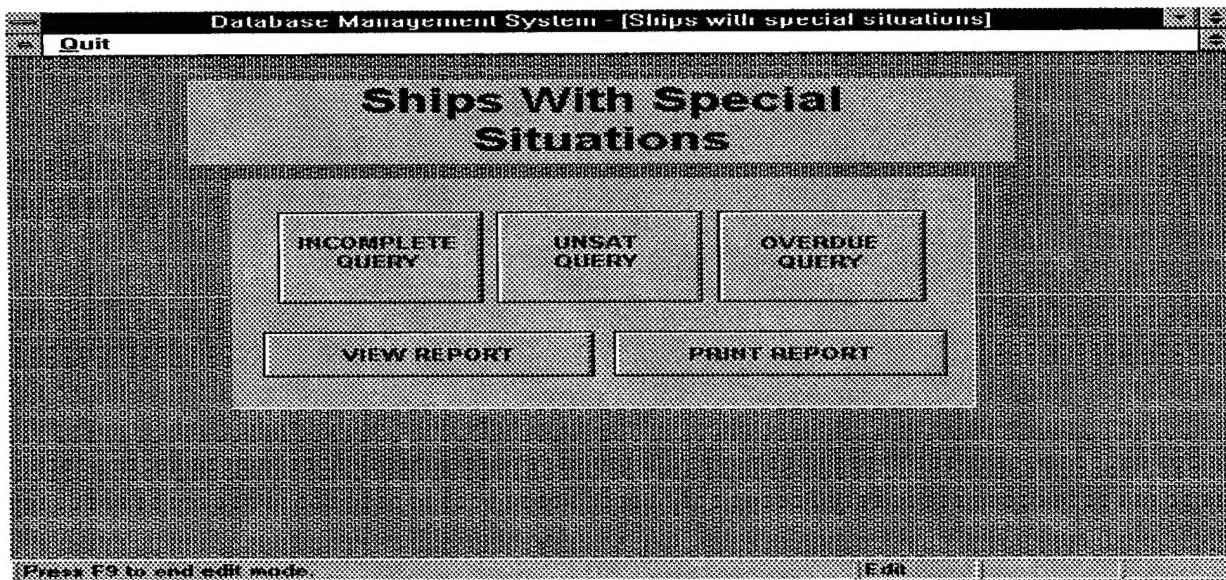 Database Management System - [Ships with special situations]
Quit
Ships With Special
Situations
INCOMPLETE
QUERY
UNSAT
QUERY
OVERDUE
QUERY
VIEW REPORT
PRINT REPORT
Press F9 to end edit mode.
Edit